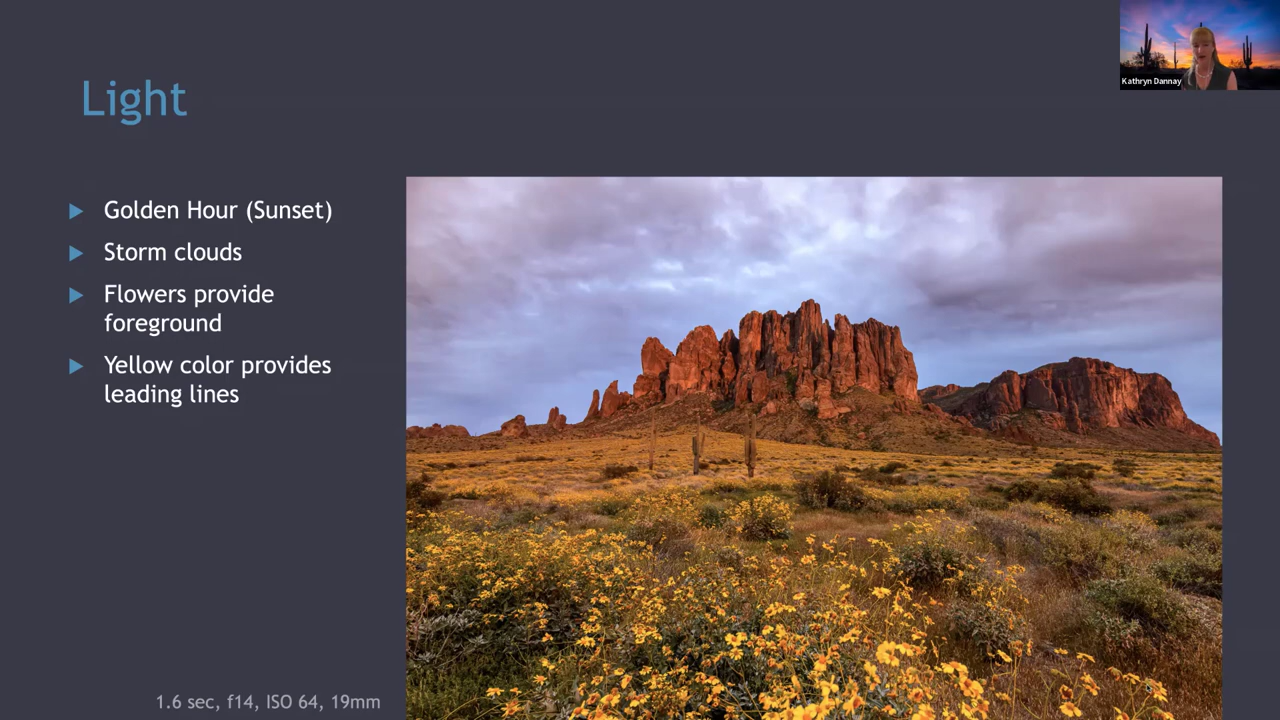 Kathryn Dannay
Light
Golden Hour (Sunset)
Storm clouds
Flowers provide
foreground
Yellow color provides
leading lines
1.6 sec, f14, ISO 64, 19mm